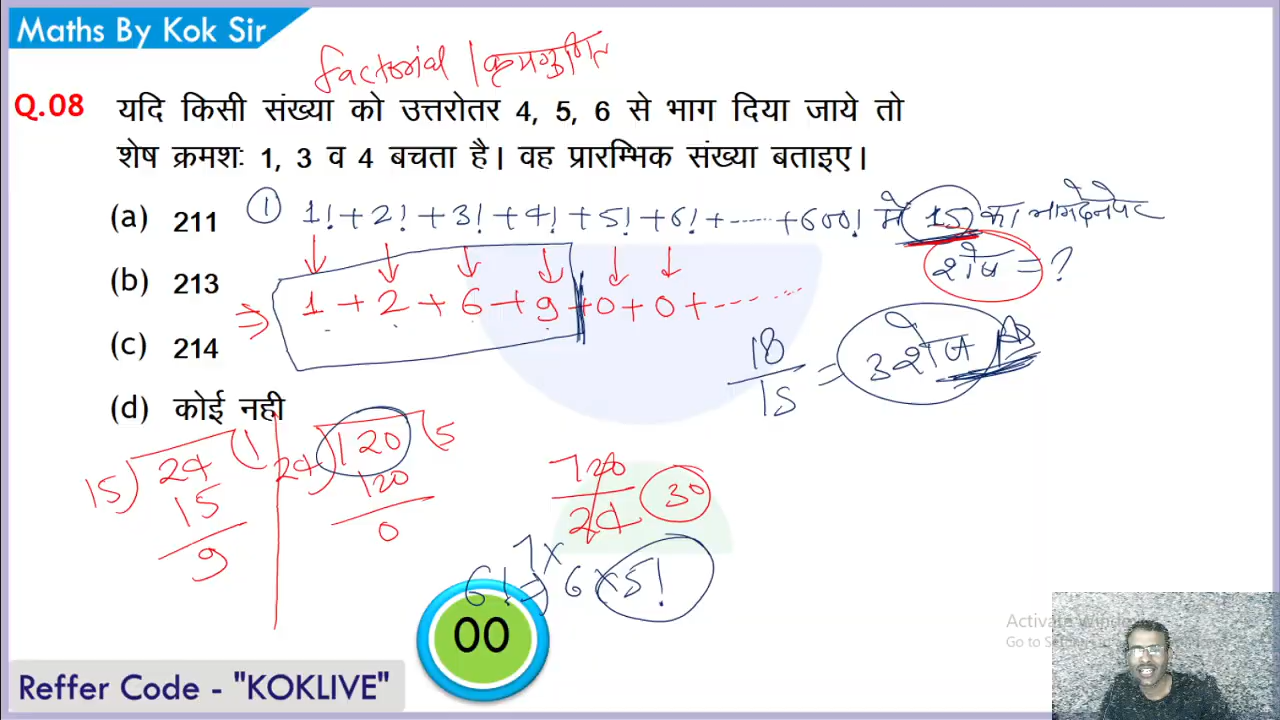 Maths By Kok Sir
factorial / क्रमगुणित
Q.08 यदि किसी संख्या को उत्तरोतर 4, 5, 6 से भाग दिया जाये तो
शेष क्रमशः 1, 3 व 4 बचता है। वह प्रारम्भिक संख्या बताइए।
(a) 211
① 1! + 2! + 3! + 4! + 5! + 6! + ...... + 600! में 15 का भाग देने पर
शेष = ?
(b) 213
⇒ 1 + 2 + 6 + 9 + 0 + 0 + ........
(c) 214
18/15 = 3 शेष
(d) कोई नही
15) 24 (1
15
9
24) 120 (5
120
0
720/24 30
7×
6! = 6 × 5!
00
Activate Windows
Reffer Code - "KOKLIVE"